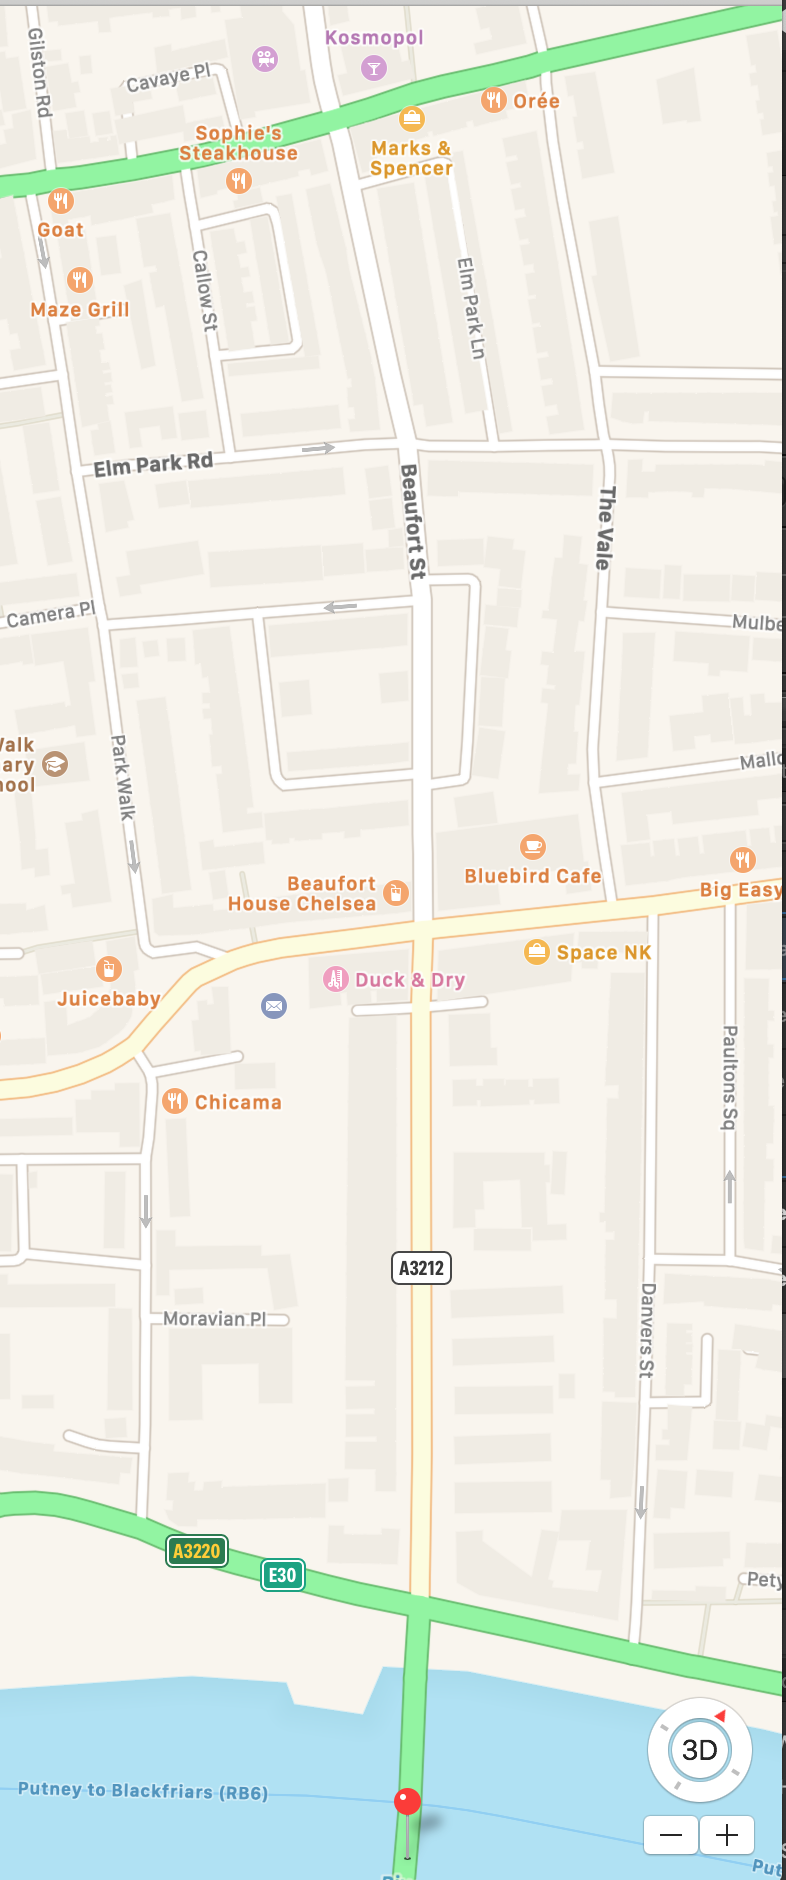 Gilston Rd
Kosmopol
Cavaye Pl
Orée
Sophie's
Steakhouse
Marks &
Spencer
Goat
Maze Grill
Callow St
Elm Park Ln
Elm Park Rd
Beaufort St
The Vale
Camera Pl
Mulbe
Walk
ary
ool
Park Walk
Mallo
Bluebird Cafe
Big Easy
Beaufort
House Chelsea
Space NK
Duck & Dry
Juicebaby
Paultons Sq
Chicama
A3212
Danvers St
Moravian Pl
A3220
E30
Pety
3D
Putney to Blackfriars (RB6)
Put